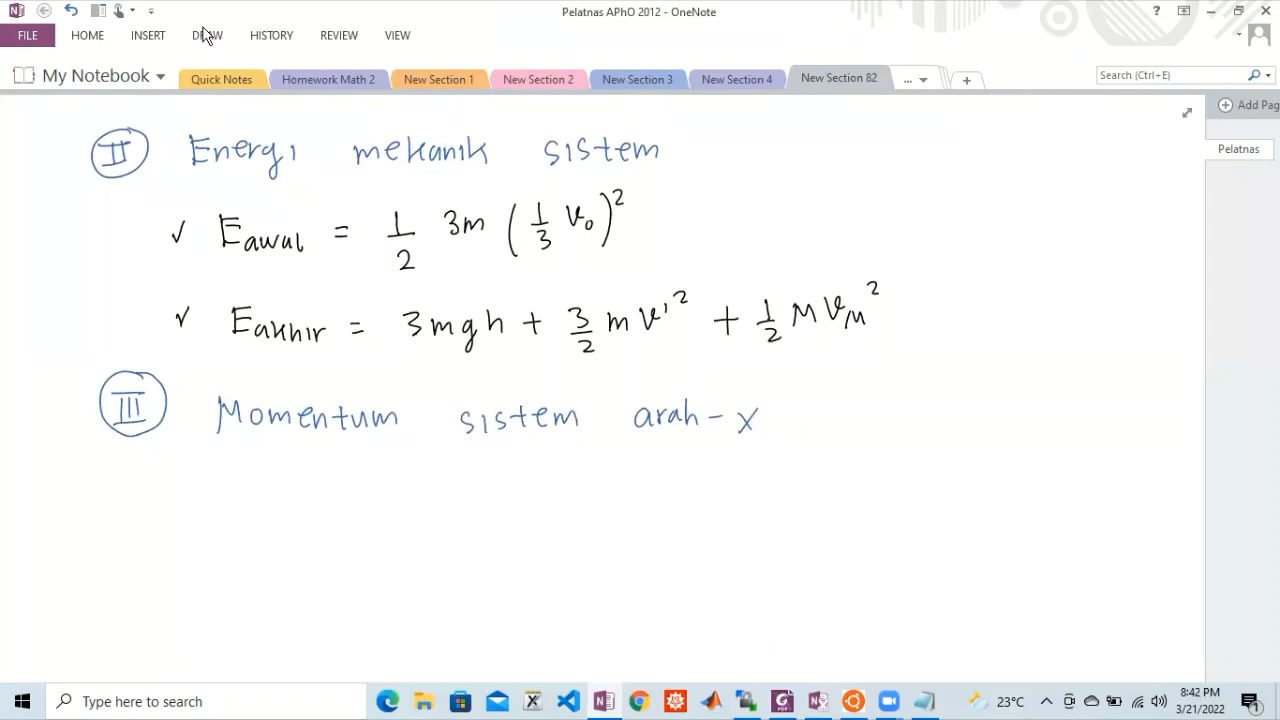 Pelatnas APhO 2012 - OneNote
?
FILE HOME INSERT DRAW HISTORY REVIEW VIEW
My Notebook Quick Notes Homework Math 2 New Section 1 New Section 2 New Section 3 New Section 4 New Section 82 ... + Search (Ctrl+E)
Add Pag
Pelatnas
II Energi mekanik sistem
✓ Eawal = 1/2 3m (1/3 v₀)²
✓ Eakhir = 3mgh + 3/2 m v'² + 1/2 M v_M²
III Momentum sistem arah-x
Type here to search
23°C
8:42 PM
3/21/2022
1